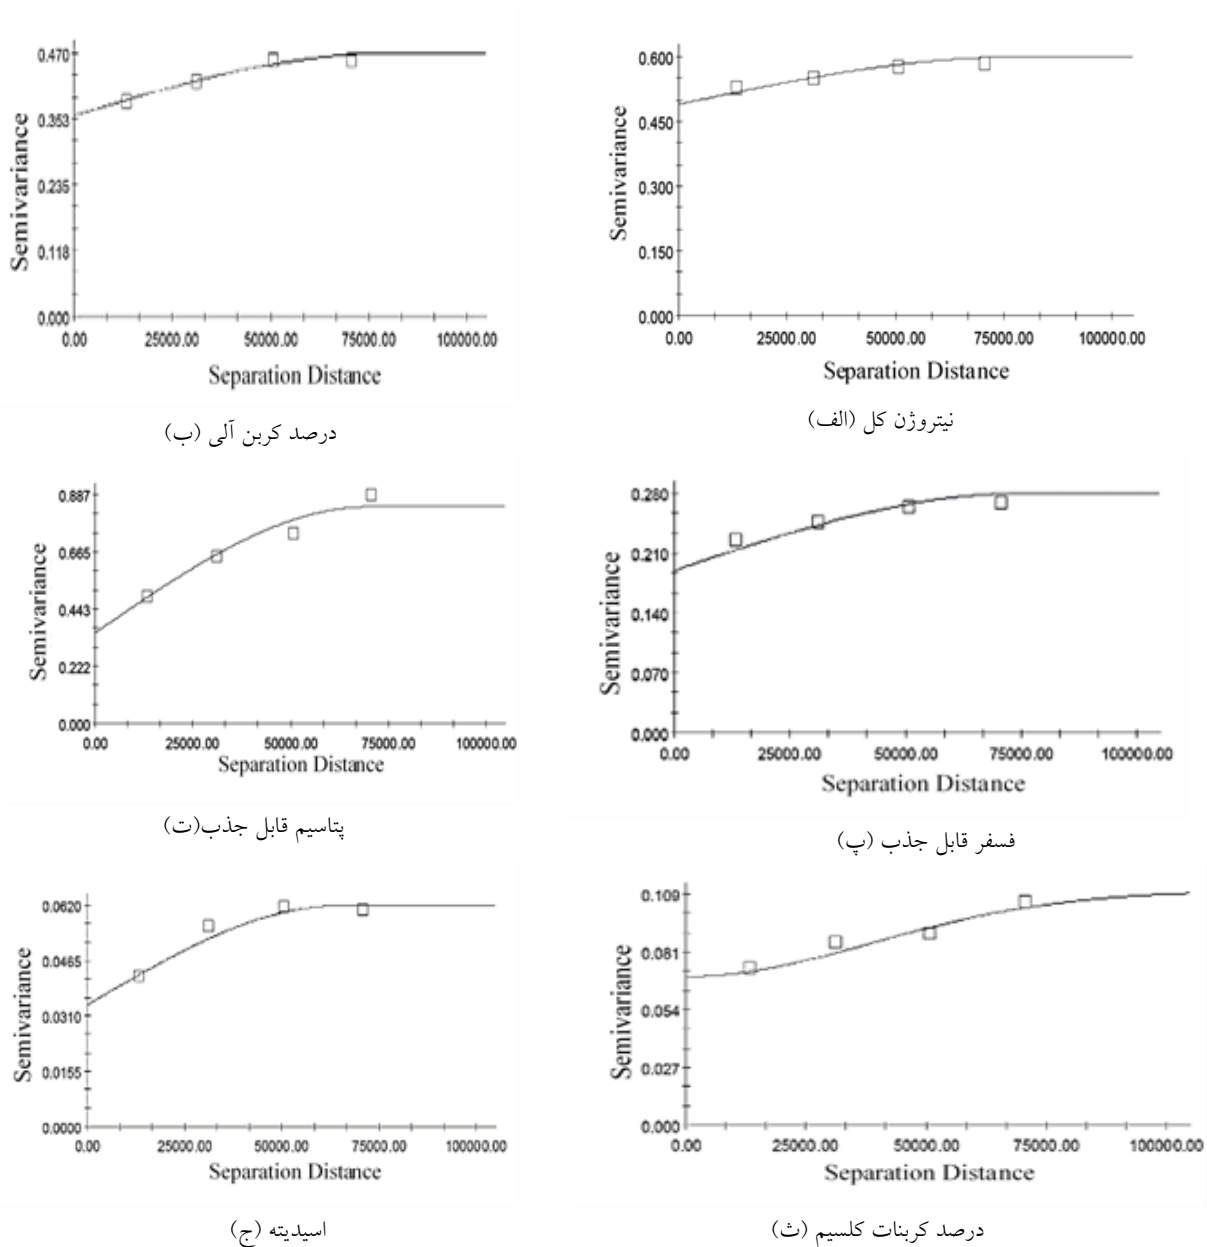 0.470
0.353
0.235
0.118
0.000
Semivariance
0.00 25000.00 50000.00 75000.00 100000.00
Separation Distance
درصد کربن آلی (ب)
0.600
0.450
0.300
0.150
0.000
Semivariance
0.00 25000.00 50000.00 75000.00 100000.00
Separation Distance
نیتروژن کل (الف)
0.887
0.665
0.443
0.222
0.000
Semivariance
0.00 25000.00 50000.00 75000.00 100000.00
Separation Distance
پتاسیم قابل جذب(ت)
0.280
0.210
0.140
0.070
0.000
Semivariance
0.00 25000.00 50000.00 75000.00 100000.00
Separation Distance
فسفر قابل جذب (پ)
0.0620
0.0465
0.0310
0.0155
0.0000
Semivariance
0.00 25000.00 50000.00 75000.00 100000.00
Separation Distance
اسیدیته (ج)
0.109
0.081
0.054
0.027
0.000
Semivariance
0.00 25000.00 50000.00 75000.00 100000.00
Separation Distance
درصد کربنات کلسیم (ث)